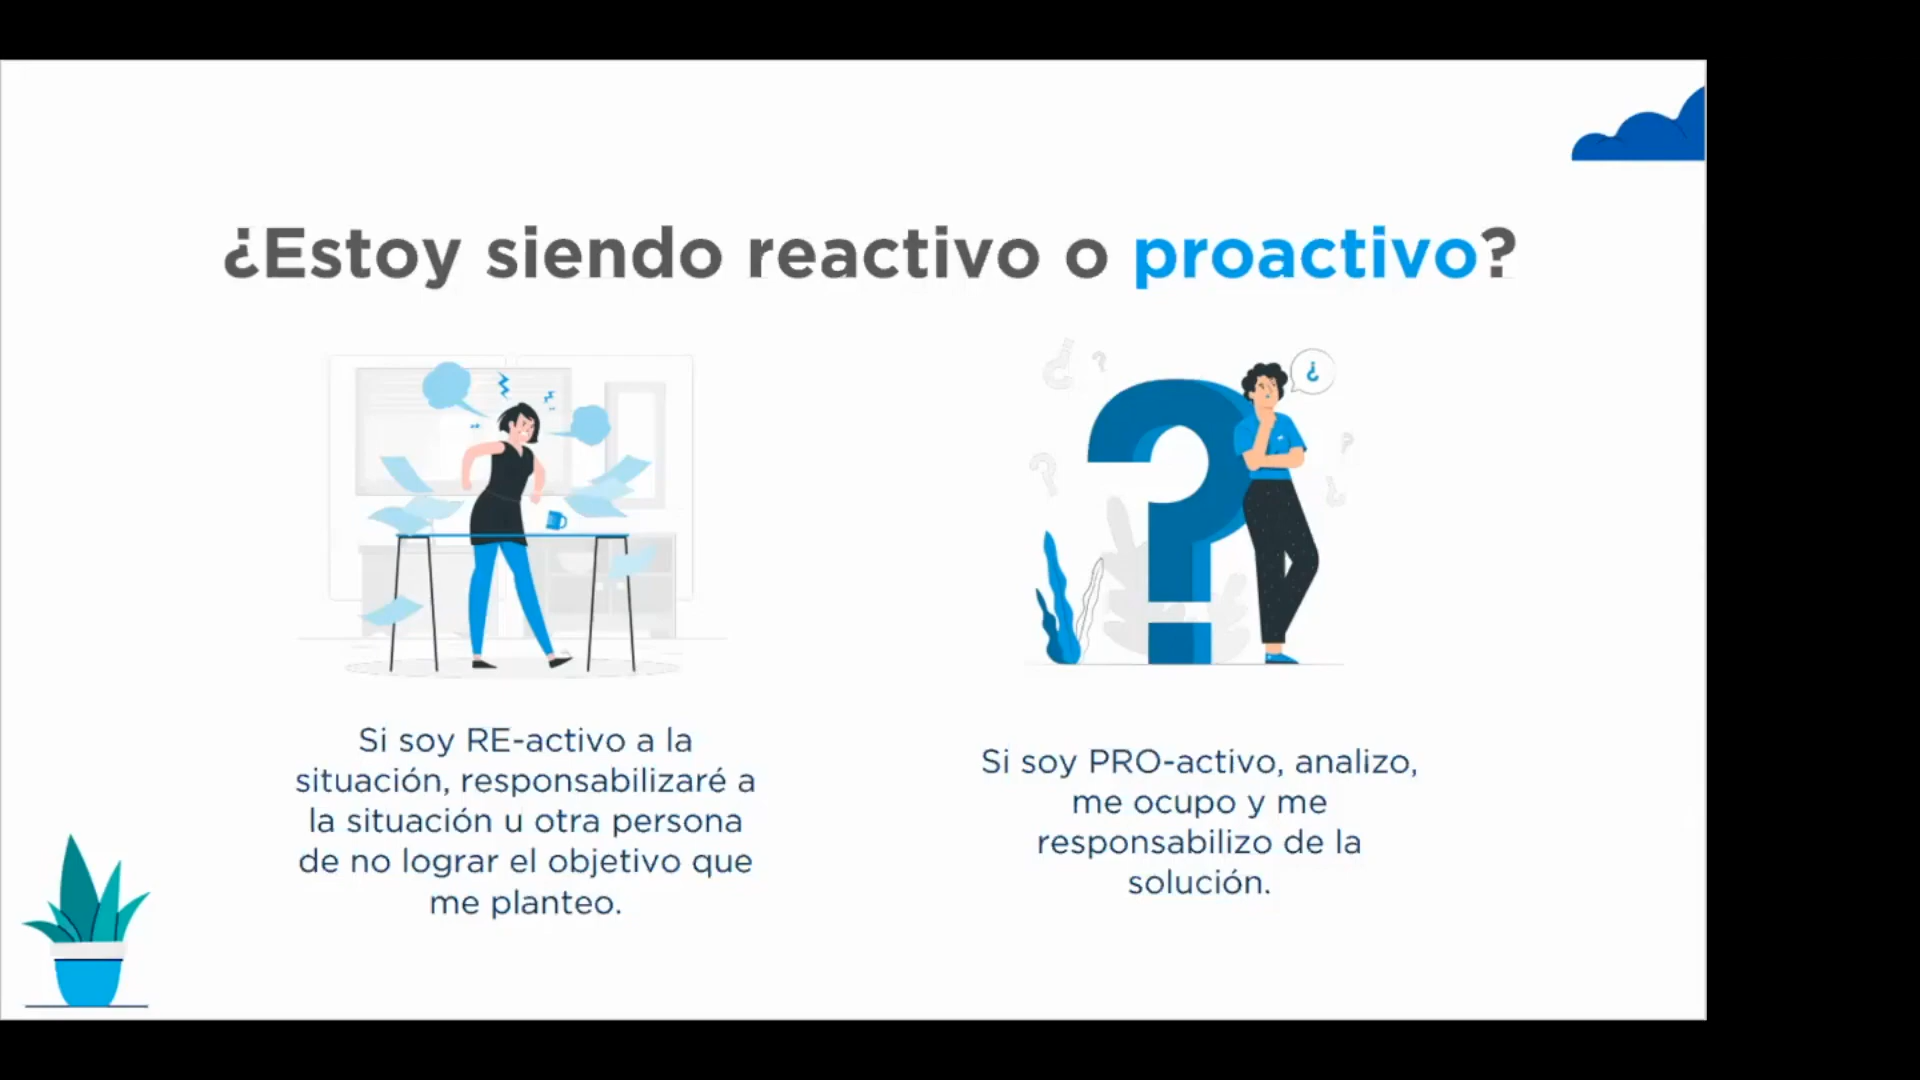 ¿Estoy siendo reactivo o proactivo?
Si soy RE-activo a la
situación, responsabilizaré a
la situación u otra persona
de no lograr el objetivo que
me planteo.
Si soy PRO-activo, analizo,
me ocupo y me
responsabilizo de la
solución.